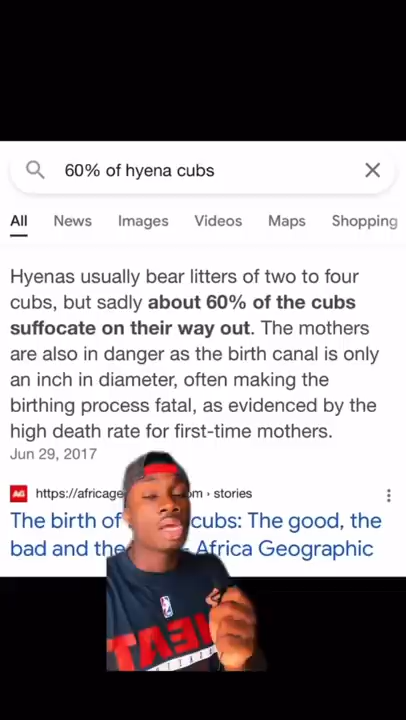 60% of hyena cubs
All News Images Videos Maps Shopping
Hyenas usually bear litters of two to four
cubs, but sadly about 60% of the cubs
suffocate on their way out. The mothers
are also in danger as the birth canal is only
an inch in diameter, often making the
birthing process fatal, as evidenced by the
high death rate for first-time mothers.
Jun 29, 2017
AG https://africage m › stories
The birth of cubs: The good, the
bad and the Africa Geographic
NBA
HEAT